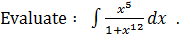 Evaluate : ∫ x⁵/(1+x¹²) dx .